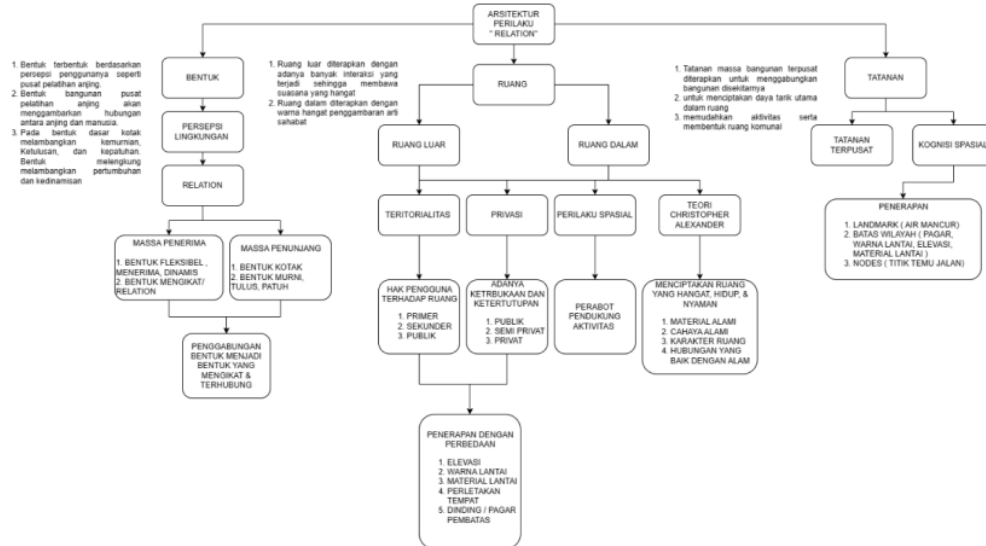 ARSITEKTUR
PERILAKU
" RELATION"
1. Bentuk terbentuk berdasarkan
persepsi penggunanya seperti
pusat pelatihan anjing.
2. Bentuk bangunan pusat
pelatihan anjing akan
menggambarkan hubungan
antara anjing dan manusia.
3. Pada bentuk dasar kotak
melambangkan kemurnian,
Ketulusan, dan kepatuhan.
Bentuk melengkung
melambangkan pertumbuhan
dan kedinamisan
BENTUK
PERSEPSI
LINGKUNGAN
RELATION
MASSA PENERIMA
1. BENTUK FLEKSIBEL ,
MENERIMA, DINAMIS
2. BENTUK MENGIKAT/
RELATION
MASSA PENUNJANG
1. BENTUK KOTAK
2. BENTUK MURNI,
TULUS, PATUH
PENGGABUNGAN
BENTUK MENJADI
BENTUK YANG
MENGIKAT &
TERHUBUNG
1. Ruang luar diterapkan dengan
adanya banyak interaksi yang
terjadi sehingga membawa
suasana yang hangat
2. Ruang dalam diterapkan dengan
warna hangat penggambaran arti
sahabat
RUANG
RUANG LUAR
RUANG DALAM
TERITORIALITAS
PRIVASI
PERILAKU SPASIAL
TEORI
CHRISTOPHER
ALEXANDER
HAK PENGGUNA
TERHADAP RUANG
1. PRIMER
2. SEKUNDER
3. PUBLIK
ADANYA
KETRBUKAAN DAN
KETERTUTUPAN
1. PUBLIK
2. SEMI PRIVAT
3. PRIVAT
PERABOT
PENDUKUNG
AKTIVITAS
MENCIPTAKAN RUANG
YANG HANGAT, HIDUP, &
NYAMAN
1. MATERIAL ALAMI
2. CAHAYA ALAMI
3. KARAKTER RUANG
4. HUBUNGAN YANG
BAIK DENGAN ALAM
PENERAPAN DENGAN
PERBEDAAN
1. ELEVASI
2. WARNA LANTAI
3. MATERIAL LANTAI
4. PERLETAKAN
TEMPAT
5. DINDING / PAGAR
PEMBATAS
1. Tatanan massa bangunan terpusat
diterapkan untuk menggabungkan
bangunan disekitarnya
2. untuk menciptakan daya tarik utama
dalam ruang
3. memudahkan aktivitas serta
membentuk ruang komunal
TATANAN
TATANAN
TERPUSAT
KOGNISI SPASIAL
PENERAPAN
1. LANDMARK ( AIR MANCUR)
2. BATAS WILAYAH ( PAGAR,
WARNA LANTAI, ELEVASI,
MATERIAL LANTAI )
3. NODES ( TITIK TEMU JALAN)